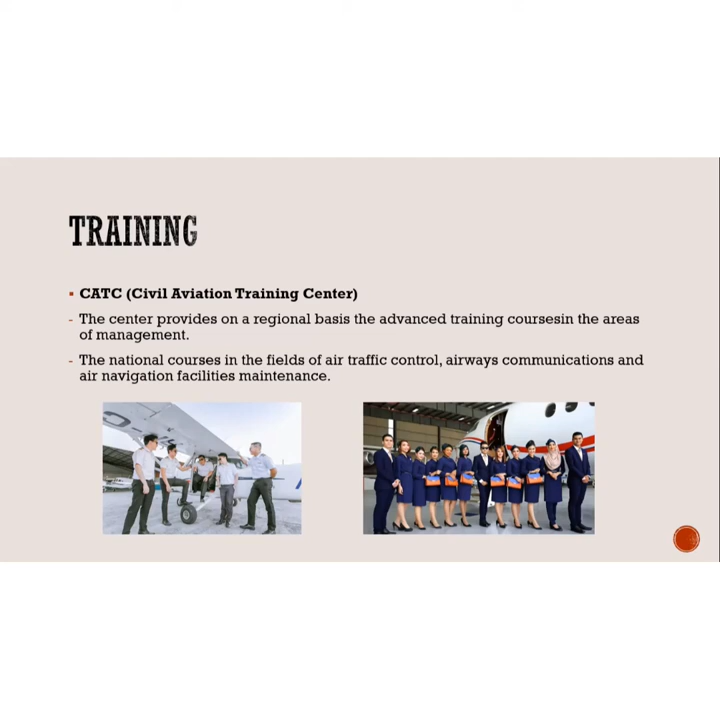 TRAINING
CATC (Civil Aviation Training Center)
- The center provides on a regional basis the advanced training coursesin the areas
of management.
- The national courses in the fields of air traffic control, airways communications and
air navigation facilities maintenance.